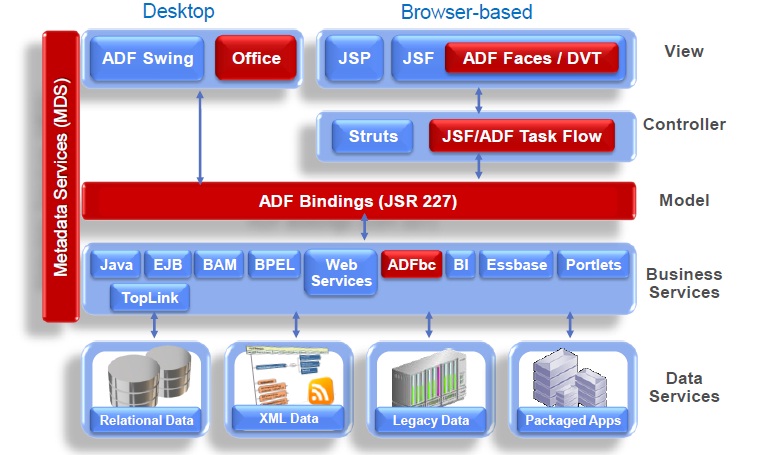 Desktop
Browser-based
ADF Swing
Office
JSP
JSF
ADF Faces / DVT
View
Struts
JSF/ADF Task Flow
Controller
Metadata Services (MDS)
ADF Bindings (JSR 227)
Model
Java
EJB
BAM
BPEL
Web
Services
ADFbc
BI
Essbase
Portlets
TopLink
Business
Services
Relational Data
XML Data
Legacy Data
Packaged Apps
Data
Services